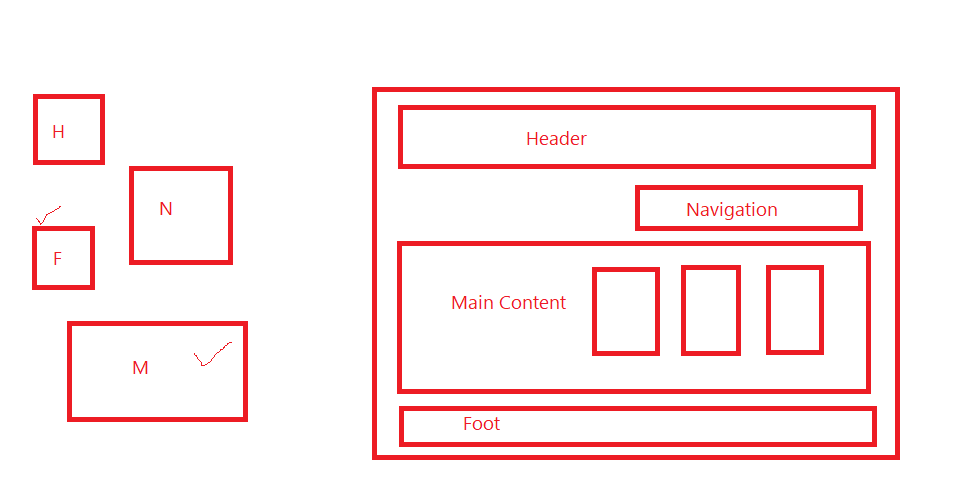 H
N
F
M
Header
Navigation
Main Content
Foot